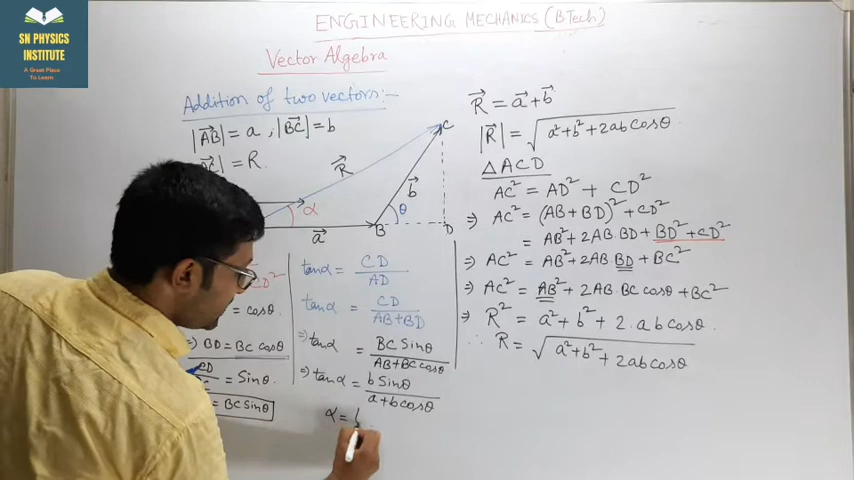 SN PHYSICS
INSTITUTE
A Great Place
To Learn
ENGINEERING MECHANICS (BTech)
Vector Algebra
Addition of two vectors:-
|AB→| = a , |BC→| = b
AC→| = R.
R→
C
α
b→
θ
a→
B
D
CD²
= cosθ
⇒ BD = BC cosθ
CD
= Sinθ
= BC Sinθ
tanα = CD / AD
tanα = CD / AB+BD
⇒ tanα = BC Sinθ / AB+BC cosθ
⇒ tanα = b Sinθ / a+b cosθ
α =
R→ = a→ + b→
|R→| = √a²+b²+2ab cosθ
△ACD
AC² = AD² + CD²
⇒ AC² = (AB+BD)² + CD²
= AB²+2AB.BD+BD²+CD²
⇒ AC² = AB²+2AB BD+BC²
⇒ AC² = AB²+2AB.BC cosθ+BC²
⇒ R² = a²+b²+2.ab cosθ.
∴ R = √a²+b²+2ab cosθ